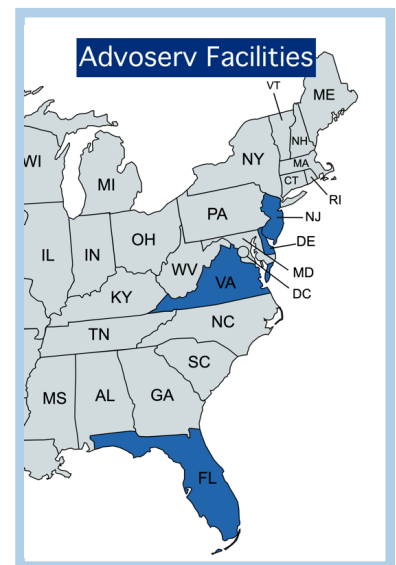 Advoserv Facilities
VT
ME
NH
WI
NY
MA
MI
CT
RI
PA
NJ
OH
DE
IL
IN
WV
MD
VA
DC
KY
NC
TN
SC
MS
AL
GA
FL